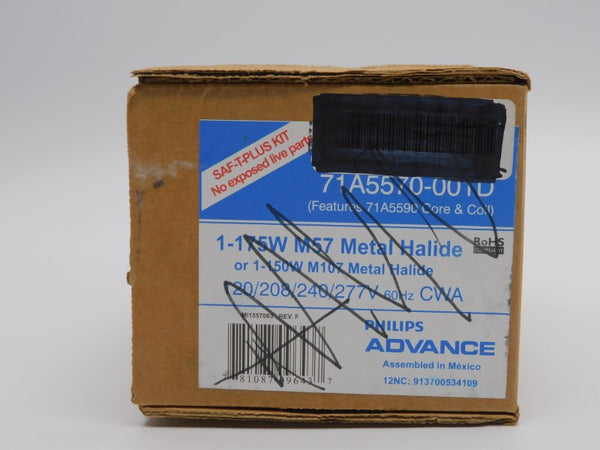 SAF-T-PLUS KIT
No exposed live parts
71A5570-001D
(Features 71A5590 Core & Coil)
1-175W M57 Metal Halide
RoHS
COMPLIANT
or 1-150W M107 Metal Halide
120/208/240/277V 60Hz CWA
REV. F
PHILIPS
ADVANCE
Assembled in México
12NC: 913700534109